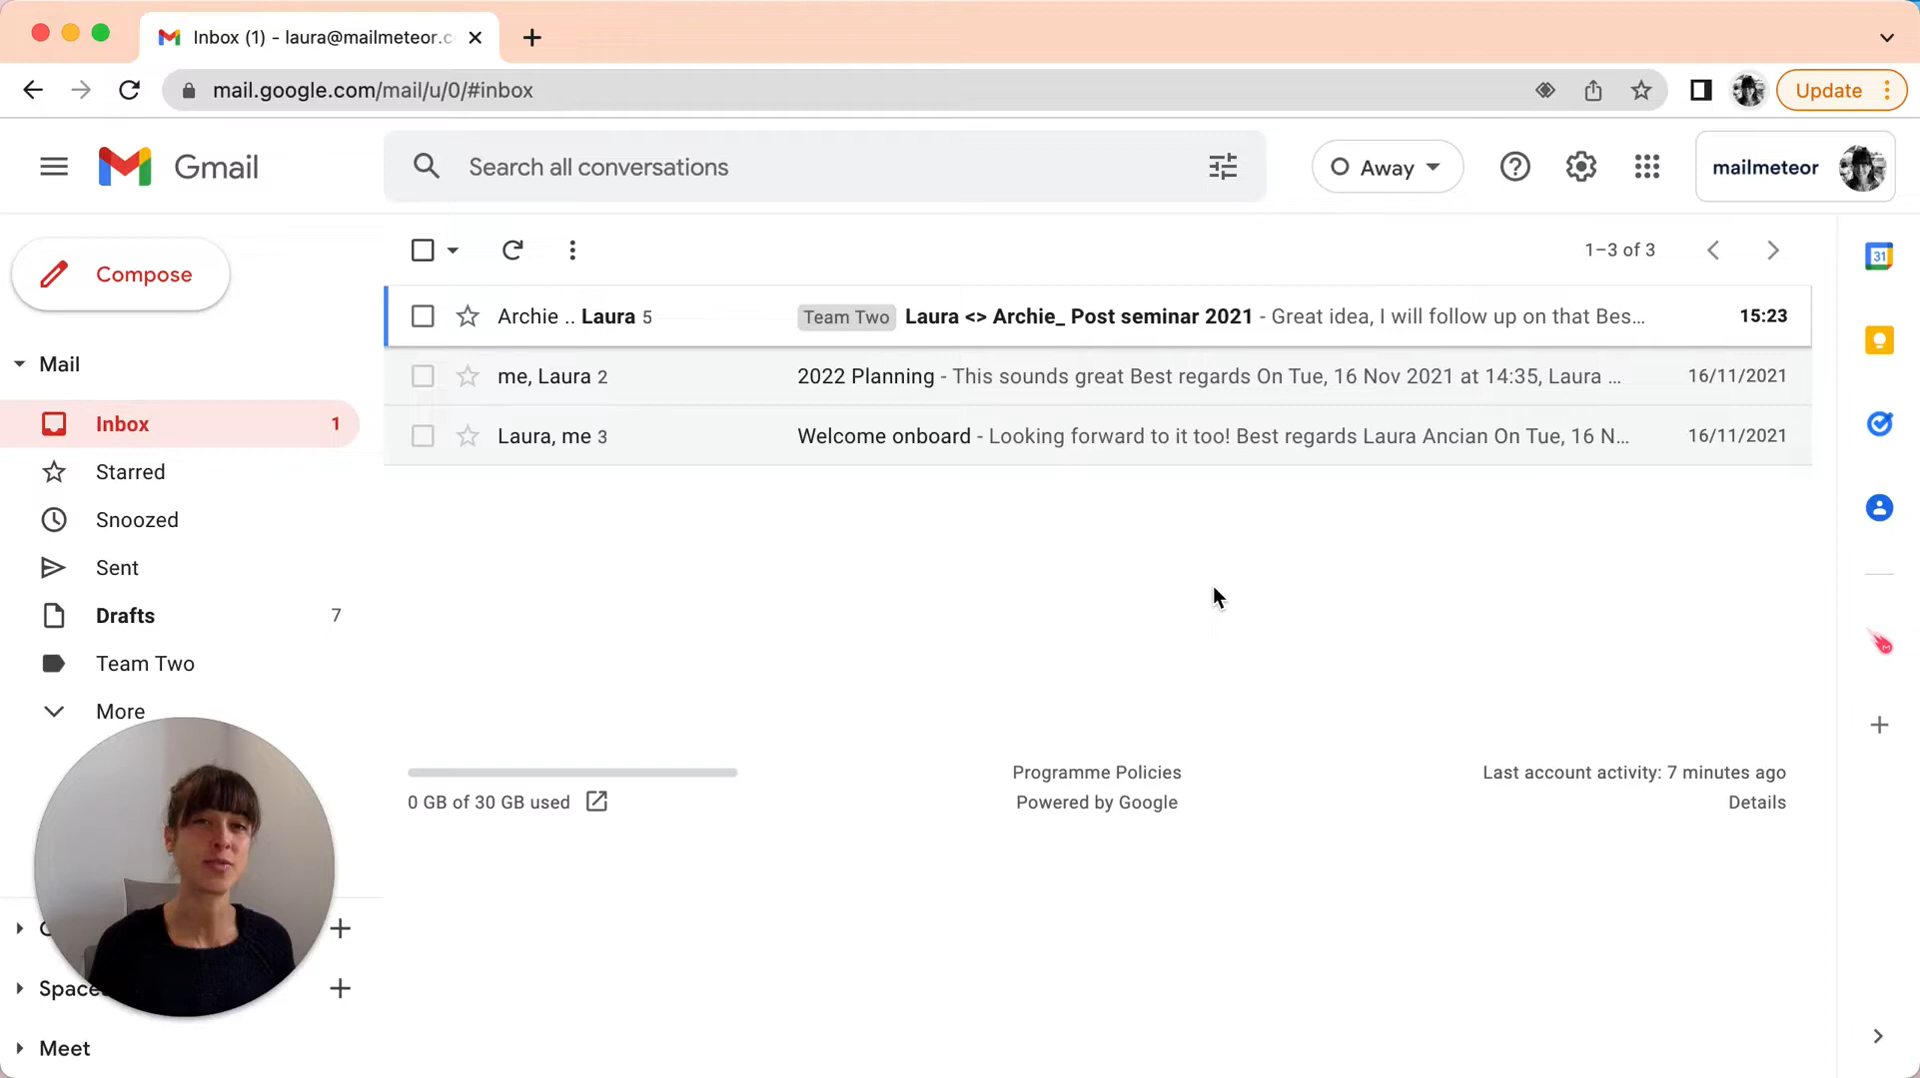 Inbox (1) - laura@mailmeteor.c
mail.google.com/mail/u/0/#inbox
Update
Gmail
Search all conversations
Away
mailmeteor
Compose
1–3 of 3
31
Archie .. Laura 5 Team Two Laura <> Archie_ Post seminar 2021 - Great idea, I will follow up on that Bes... 15:23
me, Laura 2 2022 Planning - This sounds great Best regards On Tue, 16 Nov 2021 at 14:35, Laura ... 16/11/2021
Laura, me 3 Welcome onboard - Looking forward to it too! Best regards Laura Ancian On Tue, 16 N... 16/11/2021
Mail
Inbox 1
Starred
Snoozed
Sent
Drafts 7
Team Two
More
Space
Meet
0 GB of 30 GB used
Programme Policies
Powered by Google
Last account activity: 7 minutes ago
Details